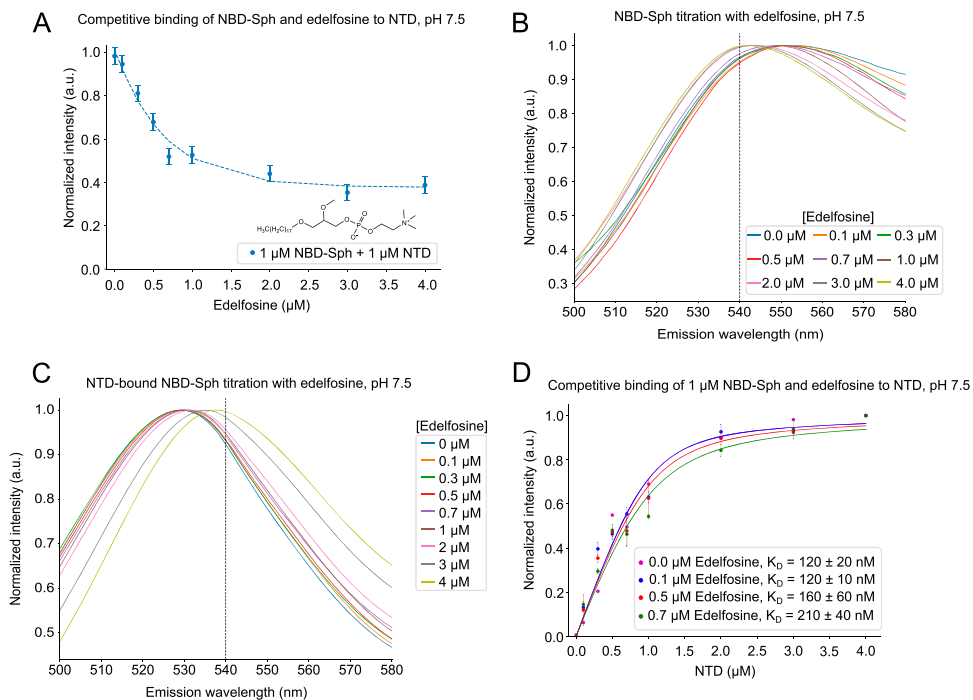 A
Competitive binding of NBD-Sph and edelfosine to NTD, pH 7.5
Normalized intensity (a.u.)
1.0
0.8
0.6
0.4
0.2
0.0
O
O
O
O
P
O⁻
O
N⁺
H₃C(H₂C)₁₇
1 μM NBD-Sph + 1 μM NTD
0.0 0.5 1.0 1.5 2.0 2.5 3.0 3.5 4.0
Edelfosine (μM)
B
NBD-Sph titration with edelfosine, pH 7.5
Normalized intensity (a.u.)
1.0
0.9
0.8
0.7
0.6
0.5
0.4
0.3
[Edelfosine]
0.0 μM 0.1 μM 0.3 μM
0.5 μM 0.7 μM 1.0 μM
2.0 μM 3.0 μM 4.0 μM
500 510 520 530 540 550 560 570 580
Emission wavelength (nm)
C
NTD-bound NBD-Sph titration with edelfosine, pH 7.5
Normalized intensity (a.u.)
1.0
0.9
0.8
0.7
0.6
0.5
[Edelfosine]
0 μM
0.1 μM
0.3 μM
0.5 μM
0.7 μM
1 μM
2 μM
3 μM
4 μM
500 510 520 530 540 550 560 570 580
Emission wavelength (nm)
D
Competitive binding of 1 μM NBD-Sph and edelfosine to NTD, pH 7.5
Normalized intensity (a.u.)
1.0
0.8
0.6
0.4
0.2
0.0
0.0 μM Edelfosine, K_D = 120 ± 20 nM
0.1 μM Edelfosine, K_D = 120 ± 10 nM
0.5 μM Edelfosine, K_D = 160 ± 60 nM
0.7 μM Edelfosine, K_D = 210 ± 40 nM
0.0 0.5 1.0 1.5 2.0 2.5 3.0 3.5 4.0
NTD (μM)